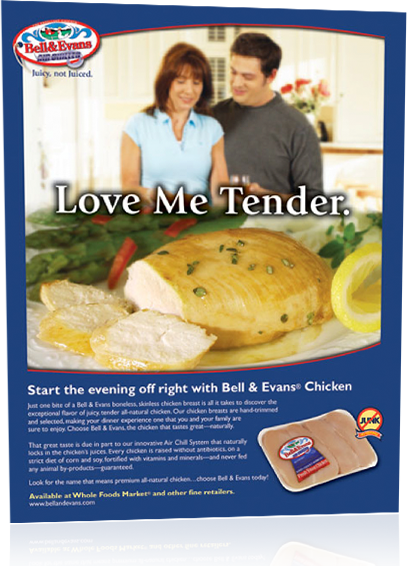 Bell & Evans
AIR CHILLED
Juicy, not Juiced.
Love Me Tender.
Start the evening off right with Bell & Evans® Chicken
Just one bite of a Bell & Evans boneless, skinless chicken breast is all it takes to discover the
exceptional flavor of juicy, tender all-natural chicken. Our chicken breasts are hand-trimmed
and selected, making your dinner experience one that you and your family are
sure to enjoy. Choose Bell & Evans, the chicken that tastes great—naturally.
That great taste is due in part to our innovative Air Chill System that naturally
locks in the chicken's juices. Every chicken is raised without antibiotics, on a
strict diet of corn and soy, fortified with vitamins and minerals—and never fed
any animal by-products—guaranteed.
Look for the name that means premium all-natural chicken...choose Bell & Evans today!
Available at Whole Foods Market® and other fine retailers.
www.bellandevans.com
JUNK
Bell & Evans